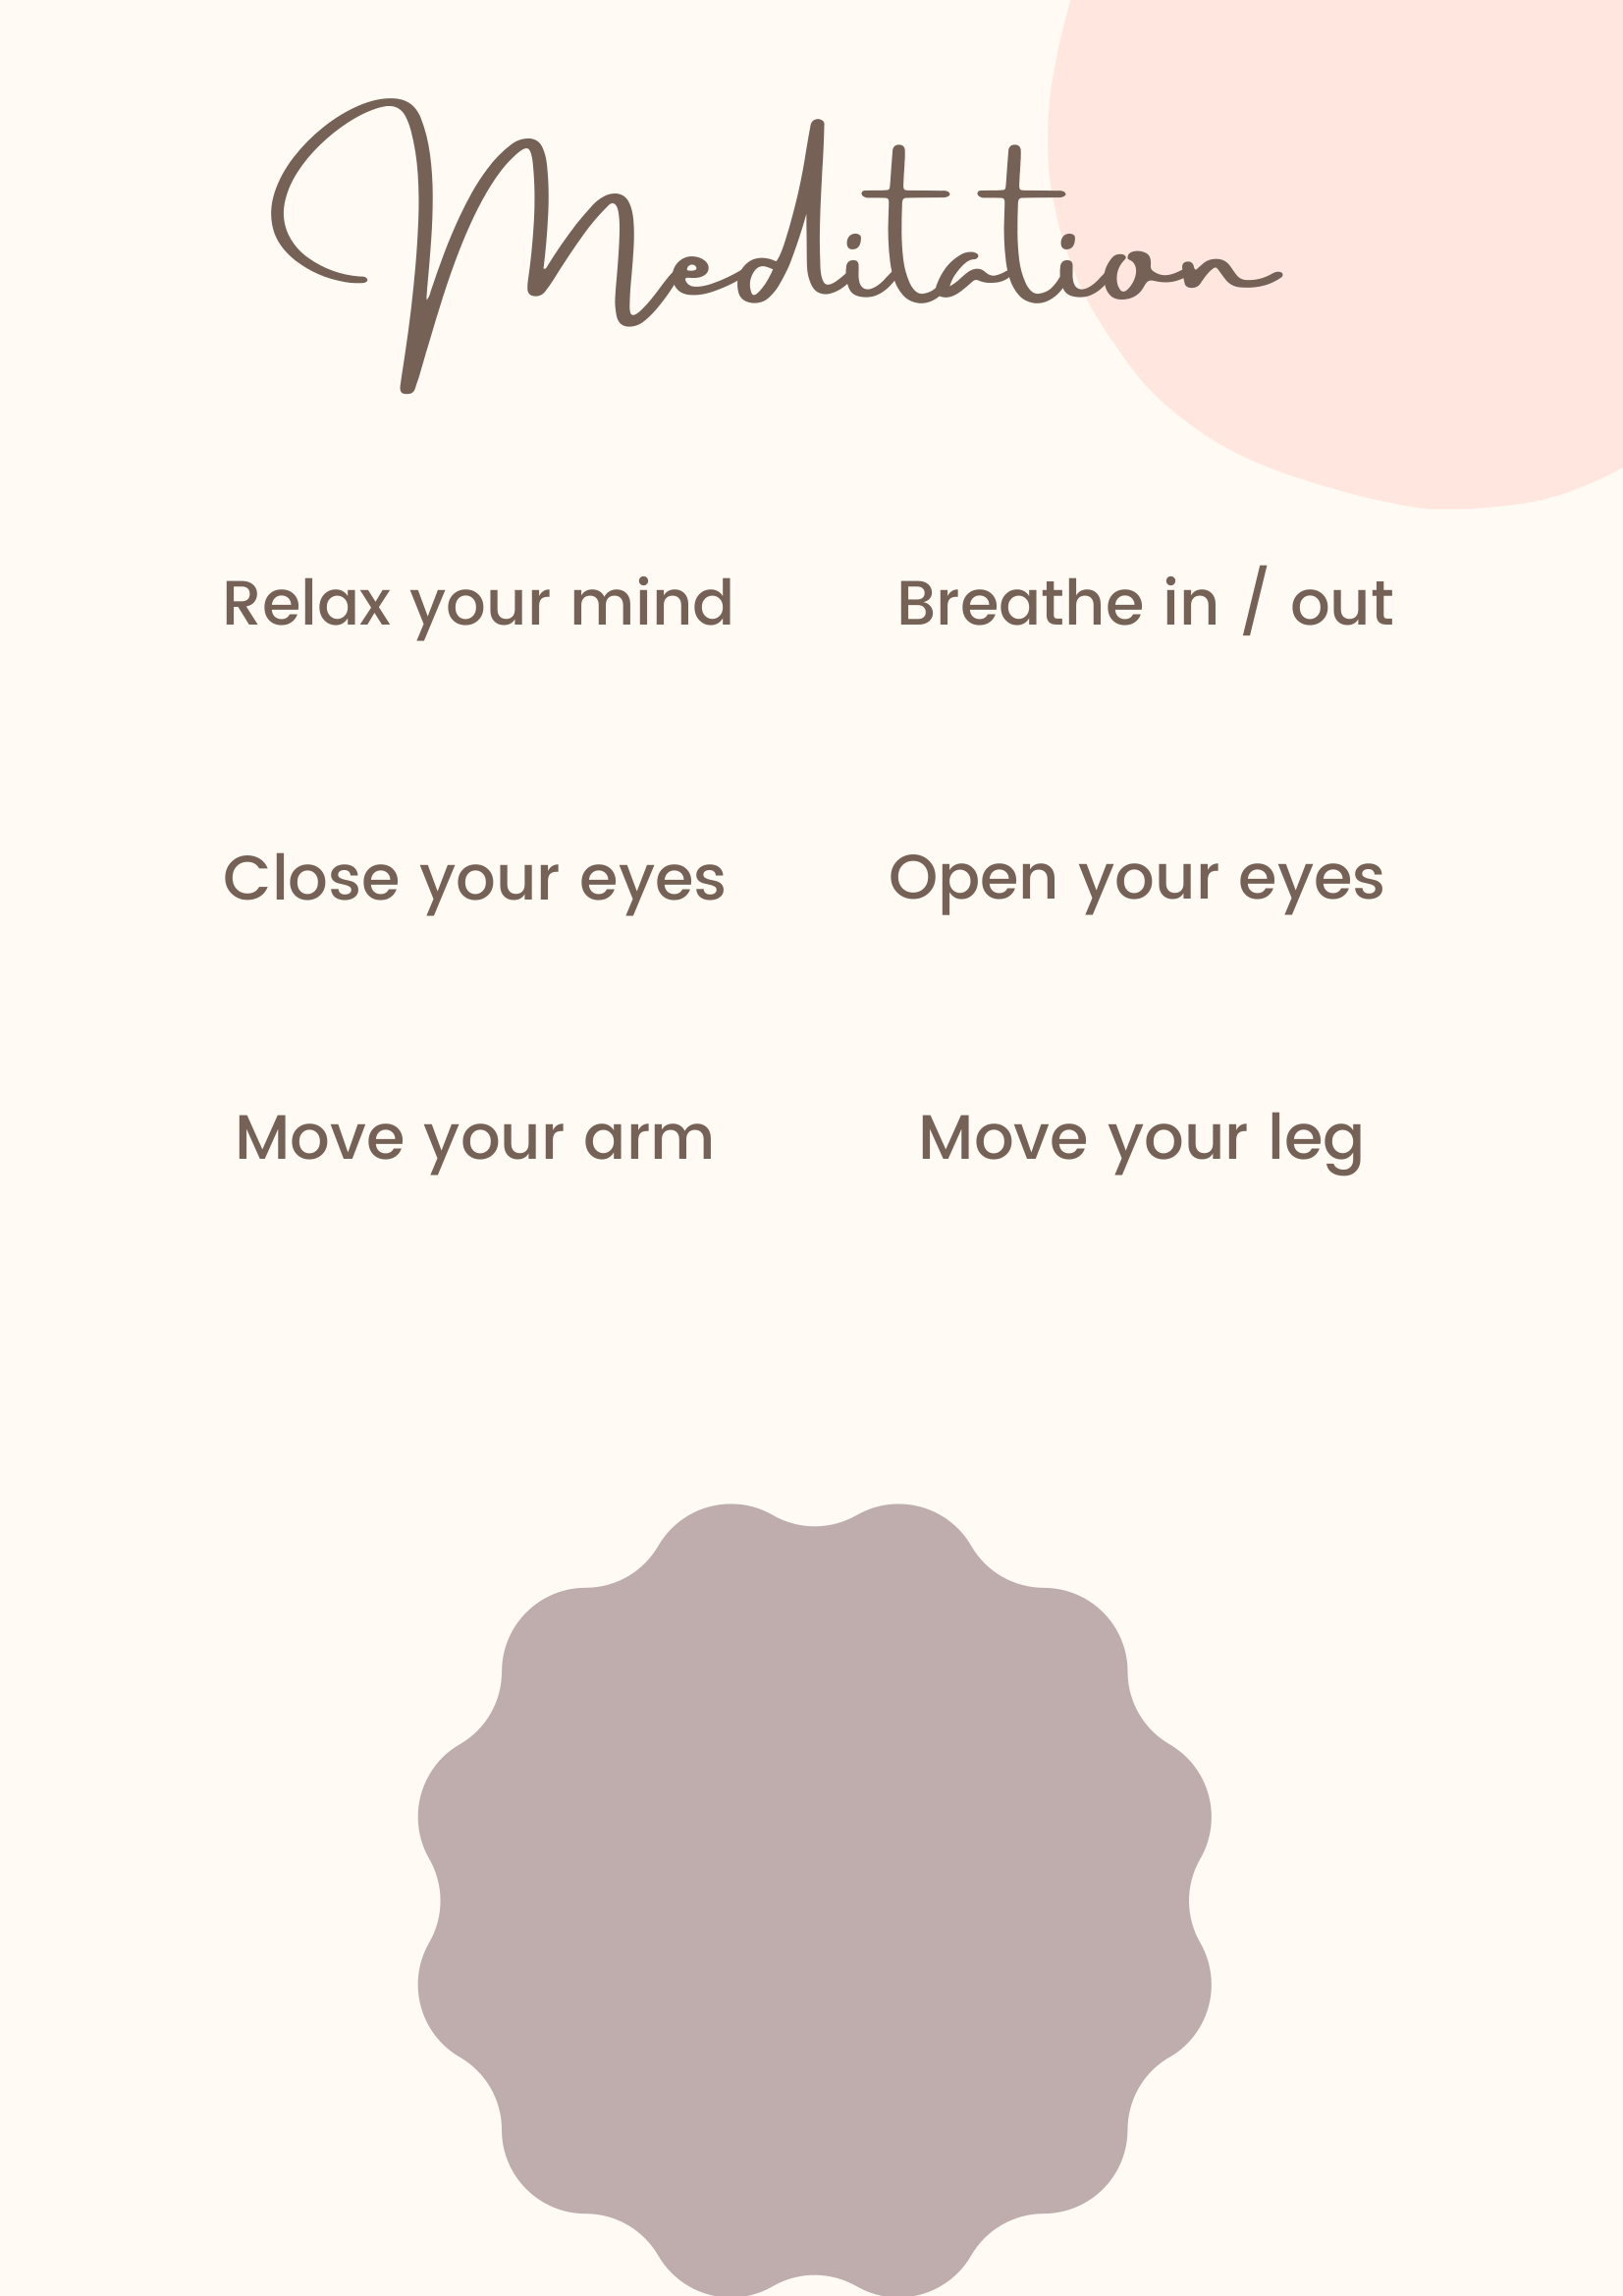 Meditation
Relax your mind
Breathe in / out
Close your eyes
Open your eyes
Move your arm
Move your leg